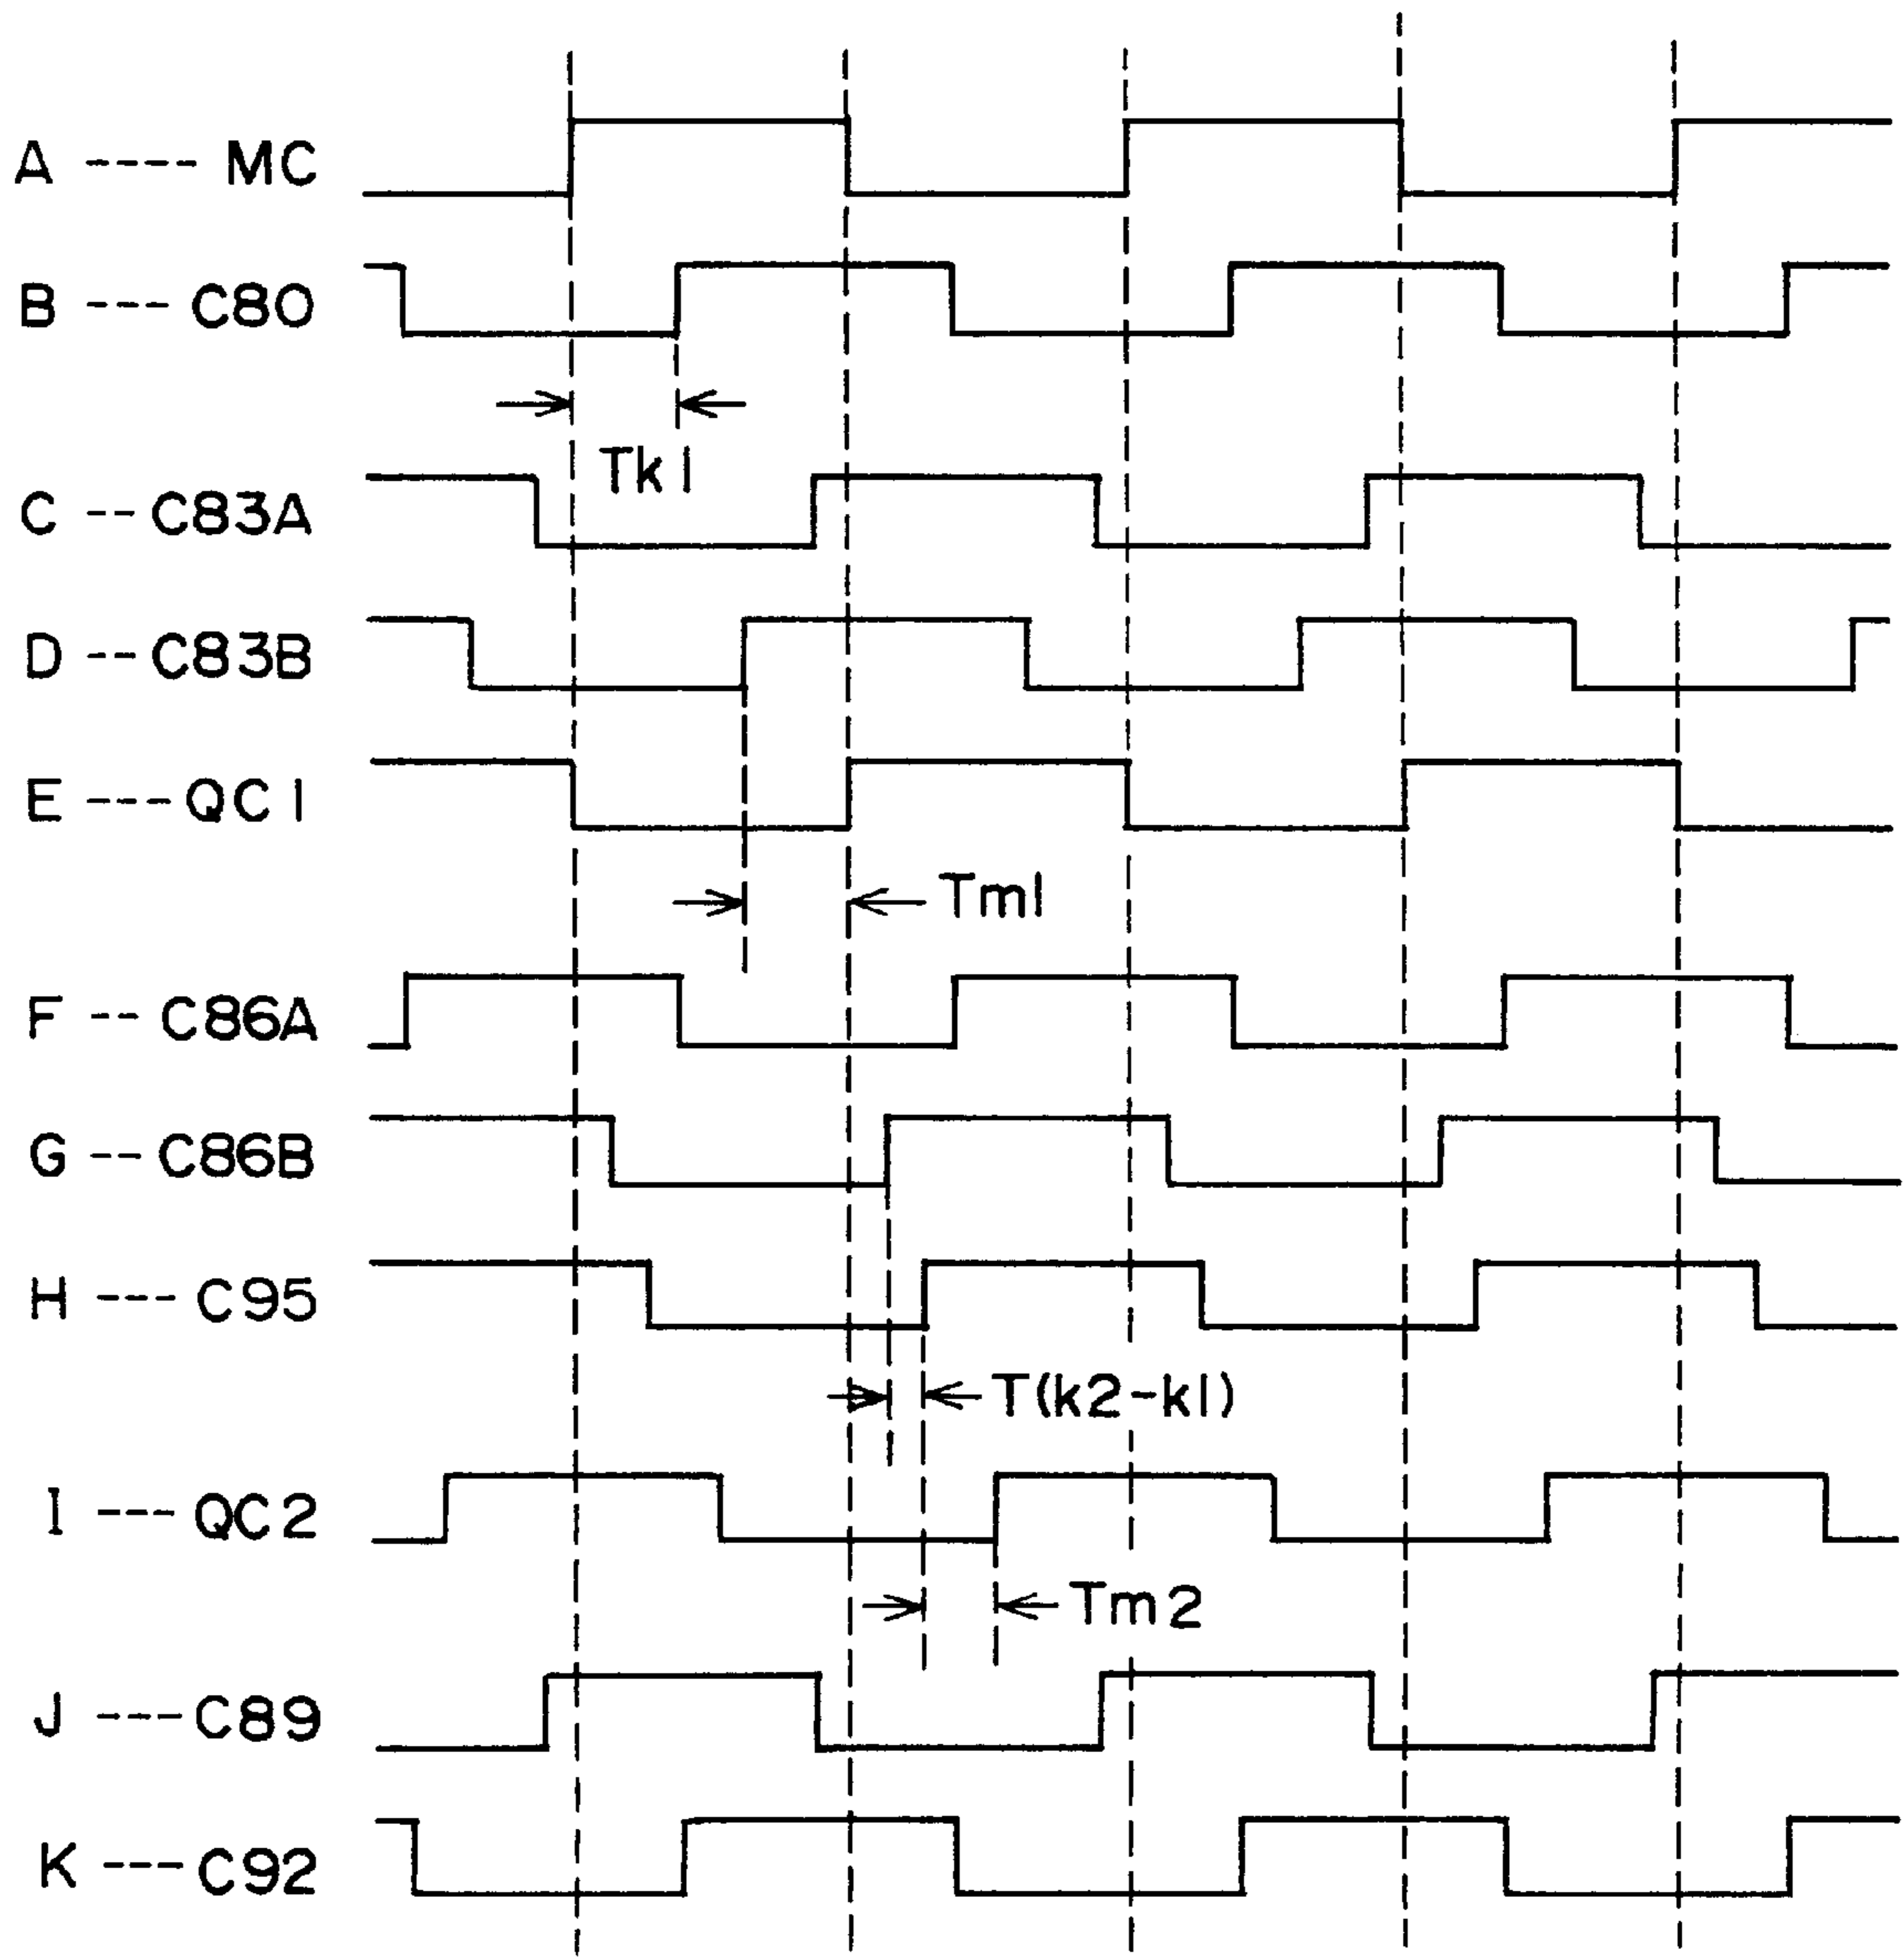 A ---- MC
B --- C80
Tk1
C -- C83A
D -- C83B
E --- QC1
Tm1
F -- C86A
G -- C86B
H --- C95
T(k2-k1)
I --- QC2
Tm2
J --- C89
K --- C92